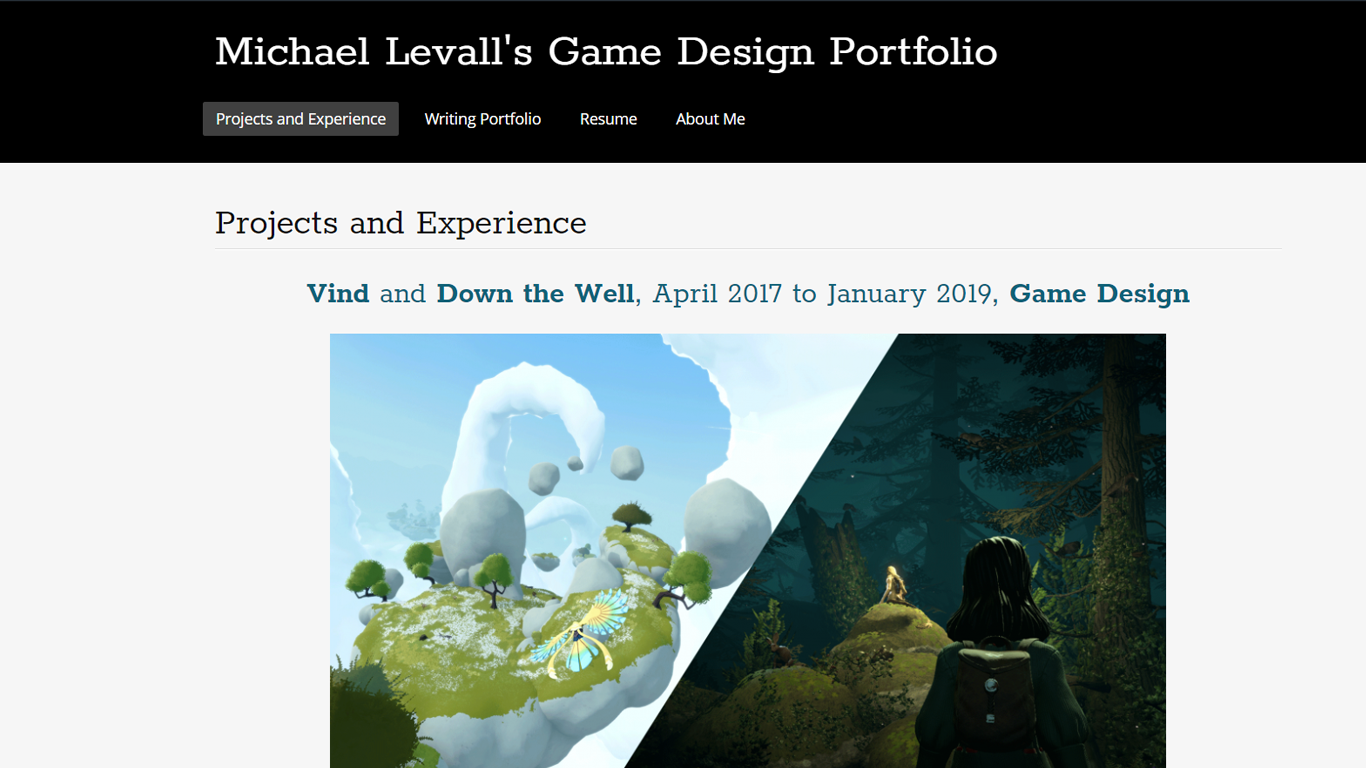 Michael Levall's Game Design Portfolio
Projects and Experience
Writing Portfolio
Resume
About Me
Projects and Experience
Vind and Down the Well, April 2017 to January 2019, Game Design